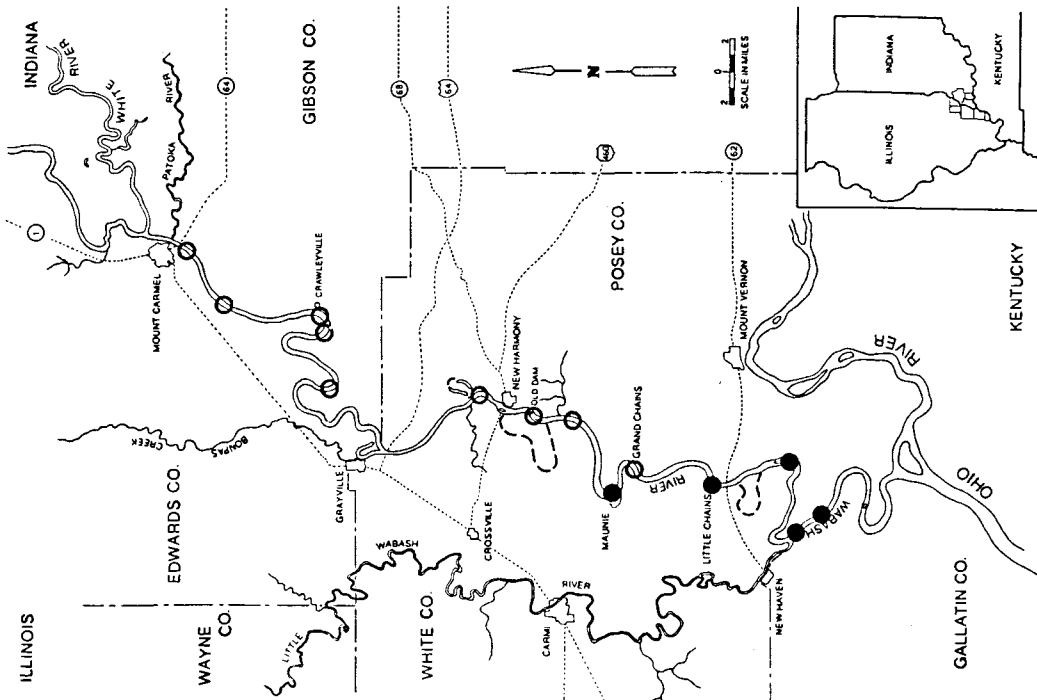 ILLINOIS
INDIANA
WHITE
RIVER
PATOKA
RIVER
1
64
MOUNT CARMEL
GIBSON CO.
EDWARDS CO.
WAYNE
CO.
BONPAS
CREEK
CRAWLEYVILLE
68
64
GRAYVILLE
LITTLE
WABASH
RIVER
WHITE CO.
CROSSVILLE
CARMI
NEW HARMONY
OLD DAM
POSEY CO.
460
MAUNIE
GRAND CHAINS
RIVER
LITTLE CHAINS
62
MOUNT VERNON
NEW HAVEN
WABASH
GALLATIN CO.
OHIO
RIVER
KENTUCKY
N
2 0 2
SCALE IN MILES
ILLINOIS
INDIANA
KENTUCKY